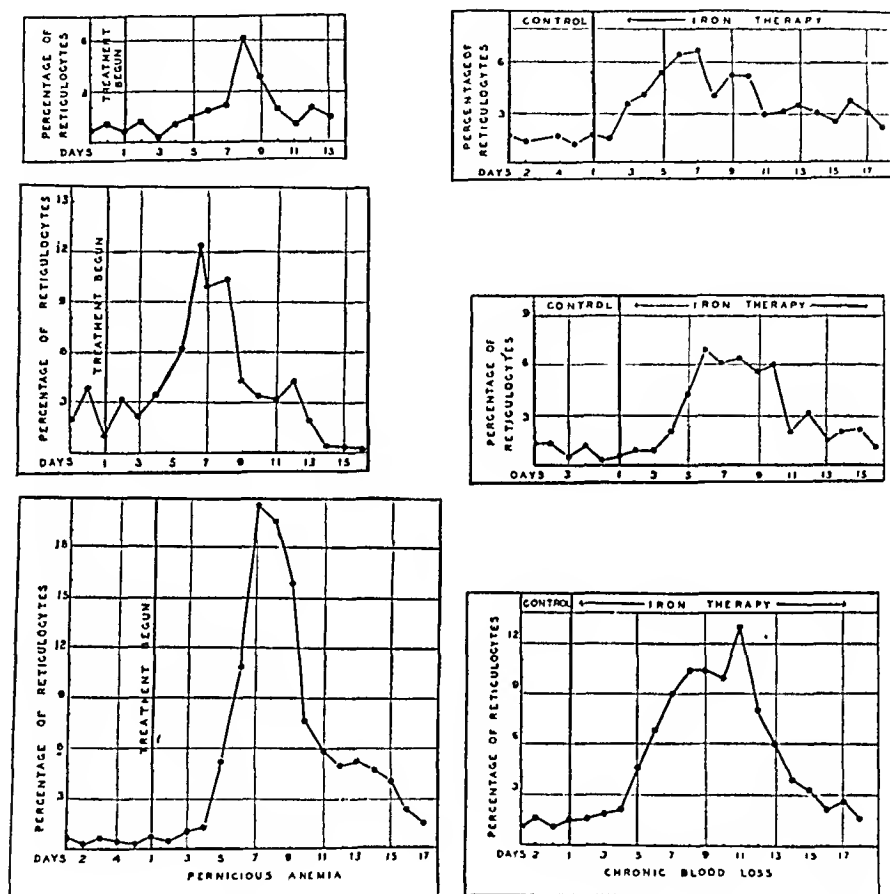 PERCENTAGE OF
RETICULOCYTES
TREATMENT
BEGUN
6
3
DAYS 1 3 5 7 9 11 13
CONTROL IRON THERAPY
PERCENTAGE OF
RETICULOCYTES
6
3
DAYS 2 4 1 3 5 7 9 11 13 15 17
PERCENTAGE OF RETICULOCYTES
TREATMENT BEGUN
13
12
9
6
3
DAYS 1 3 5 7 9 11 13 15
CONTROL IRON THERAPY
PERCENTAGE OF
RETICULOCYTES
9
6
3
DAYS 3 1 3 5 7 9 11 13 15
PERCENTAGE OF RETICULOCYTES
TREATMENT BEGUN
18
15
12
9
6
3
DAYS 2 4 1 3 5 7 9 11 13 15 17
PERNICIOUS ANEMIA
CONTROL IRON THERAPY
PERCENTAGE OF RETICULOCYTES
12
9
6
3
DAYS 2 1 3 5 7 9 11 13 15 17
CHRONIC BLOOD LOSS